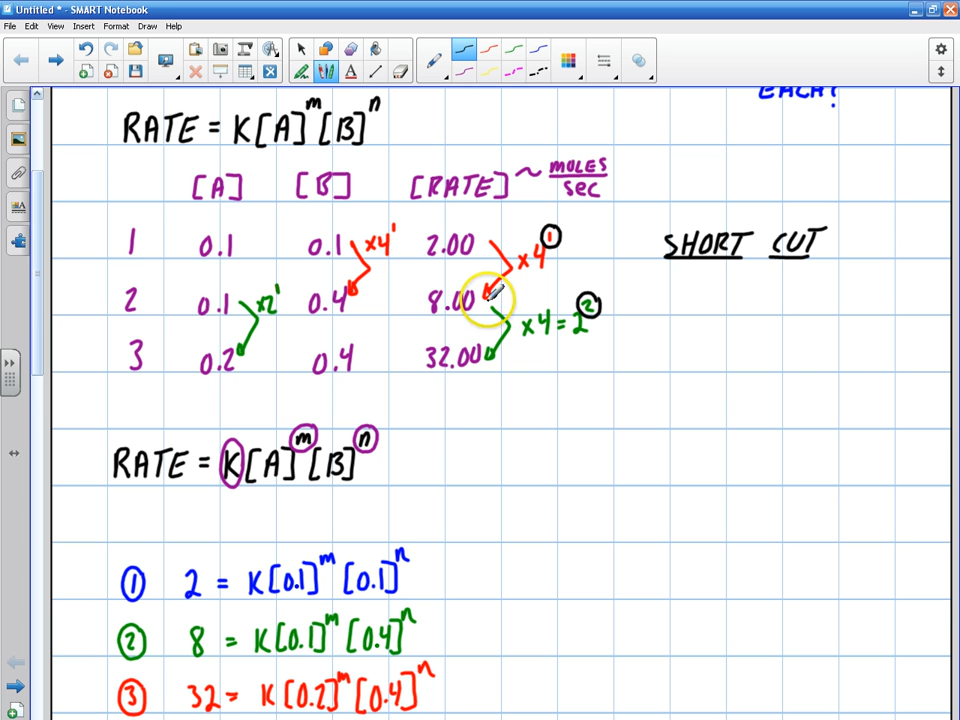 Untitled * - SMART Notebook
File Edit View Insert Format Draw Help
EACH?
RATE = K[A]^m[B]^n
[A] [B] [RATE] ~ MOLES/SEC
1 0.1 0.1 x4^1 2.00 x4^1 SHORT CUT
2 0.1 x2^1 0.4 8.00 x4 = 2^2
3 0.2 0.4 32.00
RATE = K[A]^m[B]^n
① 2 = K[0.1]^m[0.1]^n
② 8 = K[0.1]^m[0.4]^n
③ 32 = K[0.2]^m[0.4]^n